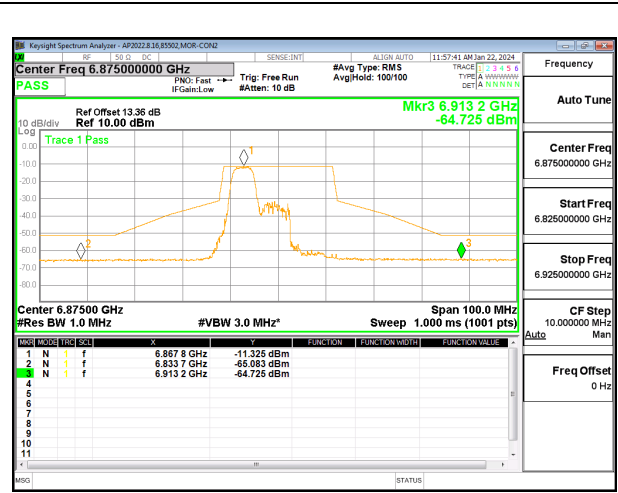 Keysight Spectrum Analyzer - AP2022.8.16,85502,MOR-CON2
RF 50 Ω DC SENSE:INT ALIGN AUTO 11:57:41 AM Jan 22, 2024
Center Freq 6.875000000 GHz
PASS
PNO: Fast
IFGain:Low
Trig: Free Run
#Atten: 10 dB
#Avg Type: RMS
Avg|Hold: 100/100
TRACE 1 2 3 4 5 6
TYPE A WWWWW
DET A N N N N N
Frequency
Auto Tune
Center Freq
6.875000000 GHz
Start Freq
6.825000000 GHz
Stop Freq
6.925000000 GHz
CF Step
10.000000 MHz
Auto Man
Freq Offset
0 Hz
Mkr3 6.913 2 GHz
-64.725 dBm
Ref Offset 13.36 dB
10 dB/div Ref 10.00 dBm
Log
Trace 1 Pass
0.00
-10.0
-20.0
-30.0
-40.0
-50.0
-60.0
-70.0
-80.0
1
2
3
Center 6.87500 GHz Span 100.0 MHz
#Res BW 1.0 MHz #VBW 3.0 MHz* Sweep 1.000 ms (1001 pts)
MKR MODE TRC SCL X Y FUNCTION FUNCTION WIDTH FUNCTION VALUE
1 N 1 f 6.867 8 GHz -11.325 dBm
2 N 1 f 6.833 7 GHz -65.083 dBm
3 N 1 f 6.913 2 GHz -64.725 dBm
4
5
6
7
8
9
10
11
MSG STATUS